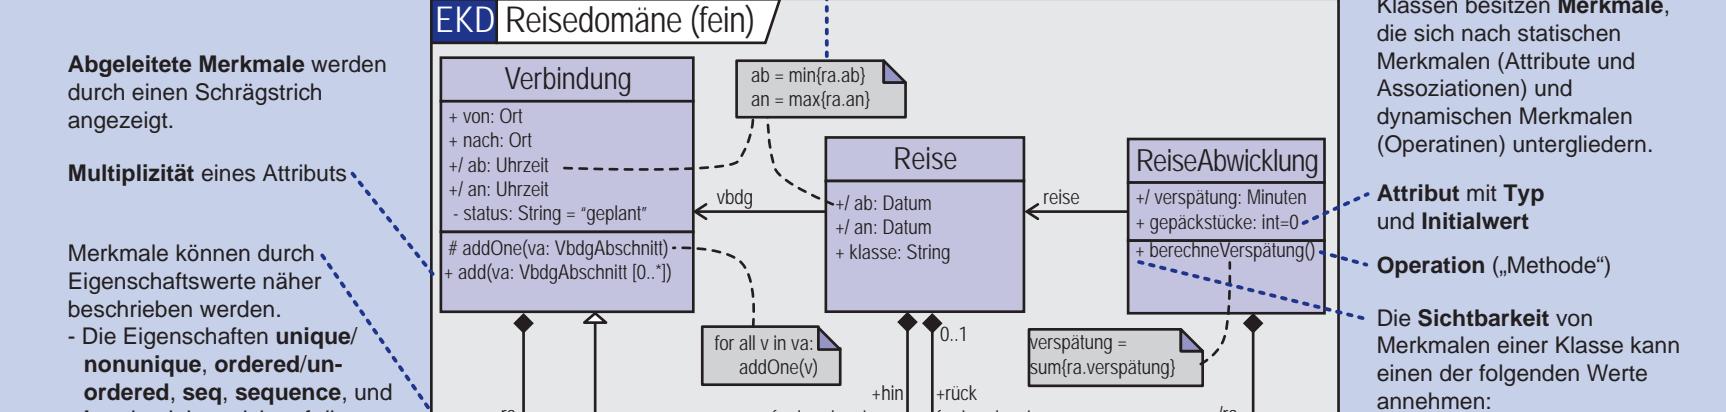 Abgeleitete Merkmale werden
durch einen Schrägstrich
angezeigt.
Multiplizität eines Attributs
Merkmale können durch
Eigenschaftswerte näher
beschrieben werden.
- Die Eigenschaften unique/
nonunique, ordered/un-
ordered, seq, sequence, und
EKD Reisedomäne (fein)
Verbindung
+ von: Ort
+ nach: Ort
+/ ab: Uhrzeit
+/ an: Uhrzeit
- status: String = "geplant"
# addOne(va: VbdgAbschnitt)
+ add(va: VbdgAbschnitt [0..*])
ab = min{ra.ab}
an = max{ra.an}
vbdg
for all v in va:
addOne(v)
Reise
+/ ab: Datum
+/ an: Datum
+ klasse: String
0..1
+hin
+rück
reise
ReiseAbwicklung
+/ verspätung: Minuten
+ gepäckstücke: int=0
+ berechneVerspätung()
verspätung =
sum{ra.verspätung}
Klassen besitzen Merkmale,
die sich nach statischen
Merkmalen (Attribute und
Assoziationen) und
dynamischen Merkmalen
(Operatinen) untergliedern.
Attribut mit Typ
und Initialwert
Operation („Methode“)
Die Sichtbarkeit von
Merkmalen einer Klasse kann
einen der folgenden Werte
annehmen: